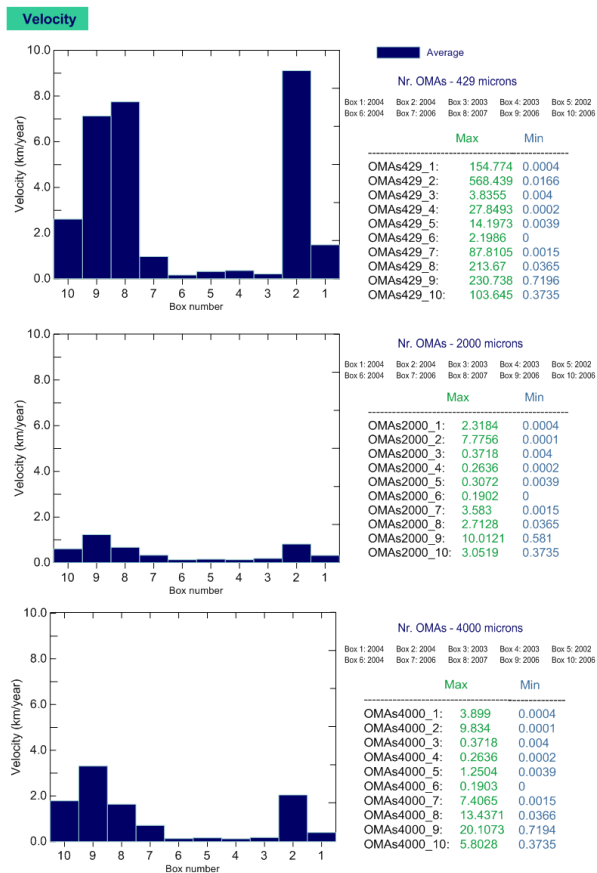 Velocity
Average
Nr. OMAs - 429 microns
Box 1: 2004 Box 2: 2004 Box 3: 2003 Box 4: 2003 Box 5: 2002
Box 6: 2004 Box 7: 2006 Box 8: 2007 Box 9: 2006 Box 10: 2006
Max Min
OMAs429_1: 154.774 0.0004
OMAs429_2: 568.439 0.0166
OMAs429_3: 3.8355 0.004
OMAs429_4: 27.8493 0.0002
OMAs429_5: 14.1973 0.0039
OMAs429_6: 2.1986 0
OMAs429_7: 87.8105 0.0015
OMAs429_8: 213.67 0.0365
OMAs429_9: 230.738 0.7196
OMAs429_10: 103.645 0.3735
10.0
8.0
6.0
4.0
2.0
0.0
Velocity (km/year)
10 9 8 7 6 5 4 3 2 1
Box number
Nr. OMAs - 2000 microns
Box 1: 2004 Box 2: 2004 Box 3: 2003 Box 4: 2003 Box 5: 2002
Box 6: 2004 Box 7: 2006 Box 8: 2007 Box 9: 2006 Box 10: 2006
Max Min
OMAs2000_1: 2.3184 0.0004
OMAs2000_2: 7.7756 0.0001
OMAs2000_3: 0.3718 0.004
OMAs2000_4: 0.2636 0.0002
OMAs2000_5: 0.3072 0.0039
OMAs2000_6: 0.1902 0
OMAs2000_7: 3.583 0.0015
OMAs2000_8: 2.7128 0.0365
OMAs2000_9: 10.0121 0.581
OMAs2000_10: 3.0519 0.3735
10.0
8.0
6.0
4.0
2.0
0.0
Velocity (km/year)
10 9 8 7 6 5 4 3 2 1
Box number
Nr. OMAs - 4000 microns
Box 1: 2004 Box 2: 2004 Box 3: 2003 Box 4: 2003 Box 5: 2002
Box 6: 2004 Box 7: 2006 Box 8: 2007 Box 9: 2006 Box 10: 2006
Max Min
OMAs4000_1: 3.899 0.0004
OMAs4000_2: 9.834 0.0001
OMAs4000_3: 0.3718 0.004
OMAs4000_4: 0.2636 0.0002
OMAs4000_5: 1.2504 0.0039
OMAs4000_6: 0.1903 0
OMAs4000_7: 7.4065 0.0015
OMAs4000_8: 13.4371 0.0366
OMAs4000_9: 20.1073 0.7194
OMAs4000_10: 5.8028 0.3735
10.0
8.0
6.0
4.0
2.0
0.0
Velocity (km/year)
10 9 8 7 6 5 4 3 2 1
Box number